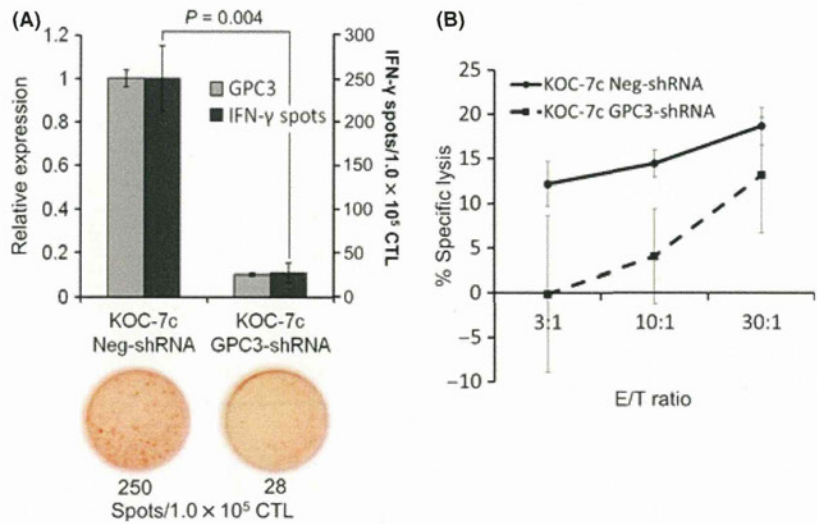 (A)
P = 0.004
1.2
1
0.8
0.6
0.4
0.2
0
Relative expression
GPC3
IFN-γ spots
300
250
200
150
100
50
0
IFN-γ spots/1.0 × 10⁵ CTL
KOC-7c
Neg-shRNA
KOC-7c
GPC3-shRNA
250
28
Spots/1.0 × 10⁵ CTL
(B)
KOC-7c Neg-shRNA
KOC-7c GPC3-shRNA
25
20
15
10
5
0
−5
−10
% Specific lysis
3:1
10:1
30:1
E/T ratio